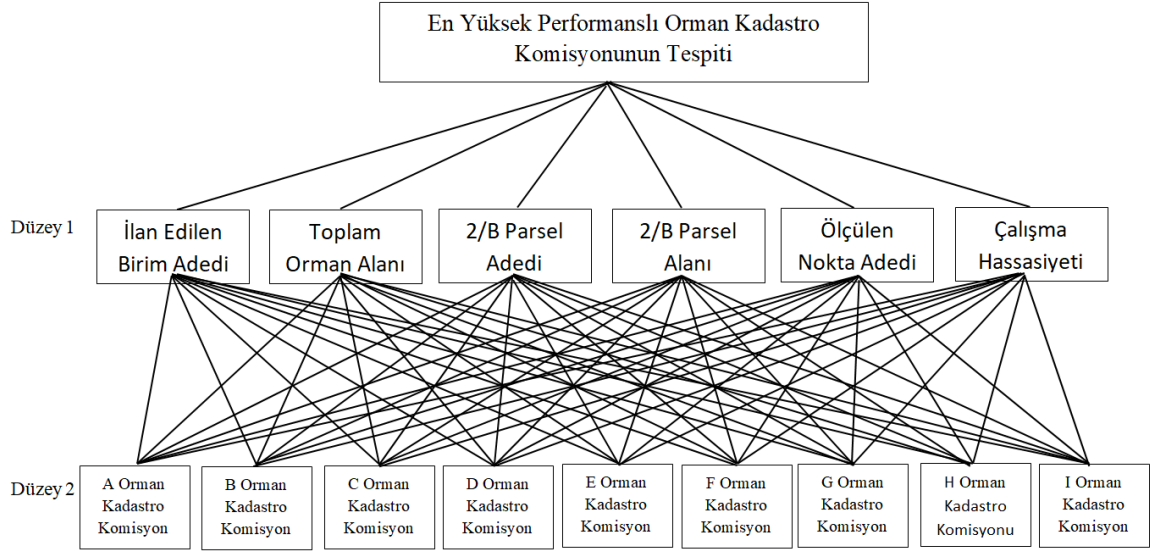 En Yüksek Performanslı Orman Kadastro
Komisyonunun Tespiti
Düzey 1
İlan Edilen
Birim Adedi
Toplam
Orman Alanı
2/B Parsel
Adedi
2/B Parsel
Alanı
Ölçülen
Nokta Adedi
Çalışma
Hassasiyeti
Düzey 2
A Orman
Kadastro
Komisyon
B Orman
Kadastro
Komisyon
C Orman
Kadastro
Komisyon
D Orman
Kadastro
Komisyon
E Orman
Kadastro
Komisyon
F Orman
Kadastro
Komisyon
G Orman
Kadastro
Komisyon
H Orman
Kadastro
Komisyonu
I Orman
Kadastro
Komisyon